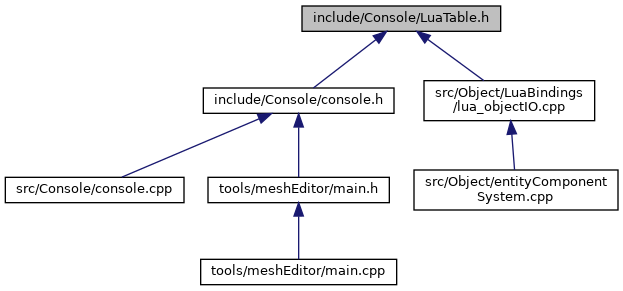 include/Console/LuaTable.h
include/Console/console.h
src/Object/LuaBindings
/lua_objectIO.cpp
src/Console/console.cpp
tools/meshEditor/main.h
src/Object/entityComponent
System.cpp
tools/meshEditor/main.cpp